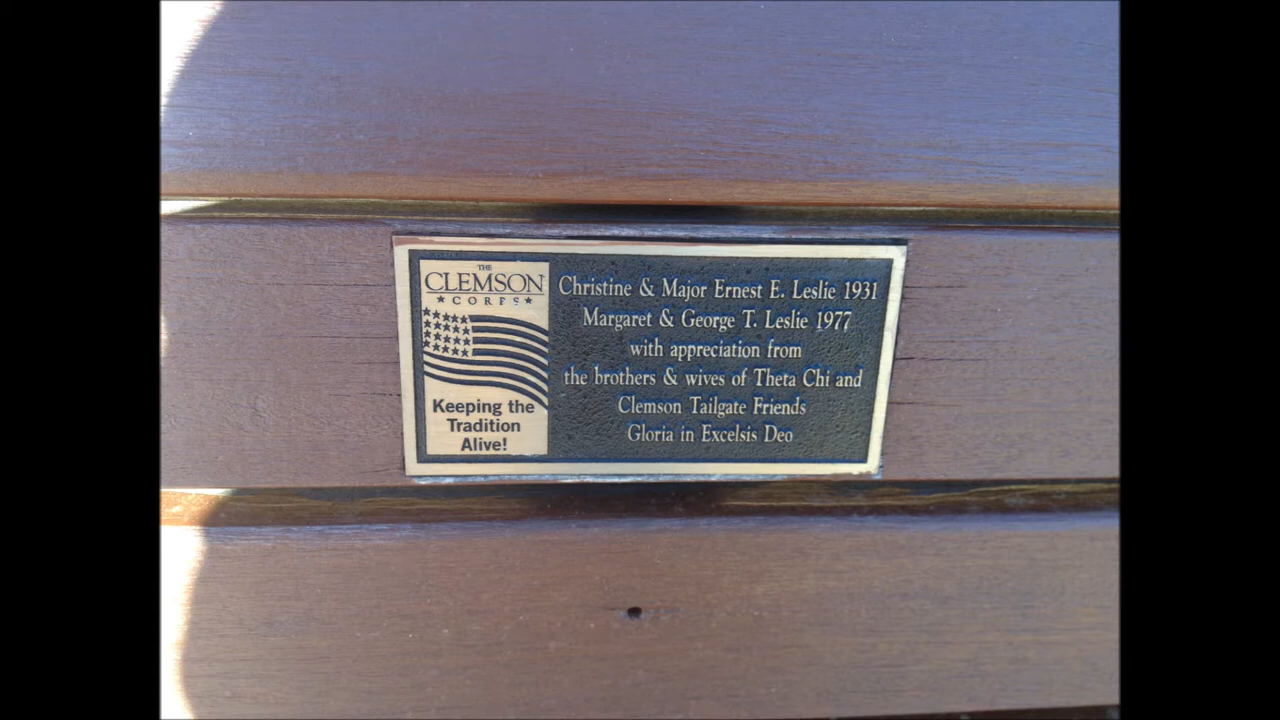 THE
CLEMSON
★CORPS★
Keeping the
Tradition
Alive!
Christine & Major Ernest E. Leslie 1931
Margaret & George T. Leslie 1977
with appreciation from
the brothers & wives of Theta Chi and
Clemson Tailgate Friends
Gloria in Excelsis Deo